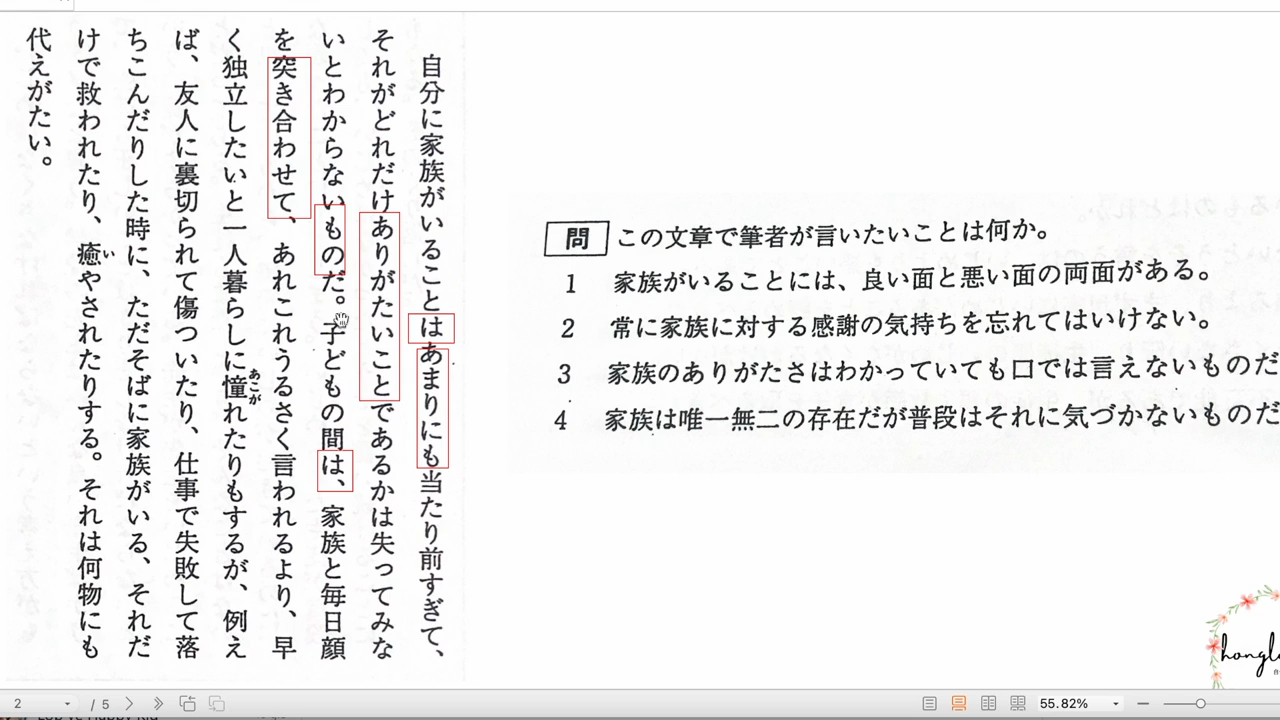 自分に家族がいることはあまりにも当たり前すぎて、
それがどれだけありがたいことであるかは失ってみな
いとわからないものだ。子どもの間は、家族と毎日顔
を突き合わせて、あれこれうるさく言われるより、早
く独立したいと一人暮らしに憧れたりもするが、例え
あこが
ば、友人に裏切られて傷ついたり、仕事で失敗して落
ちこんだりした時に、ただそばに家族がいる、それだ
けで救われたり、癒やされたりする。それは何物にも
い
代えがたい。
問 この文章で筆者が言いたいことは何か。
1 家族がいることには、良い面と悪い面の両面がある。
2 常に家族に対する感謝の気持ちを忘れてはいけない。
3 家族のありがたさはわかっていても口では言えないものだ
4 家族は唯一無二の存在だが普段はそれに気づかないものだ
2 / 5
55.82%